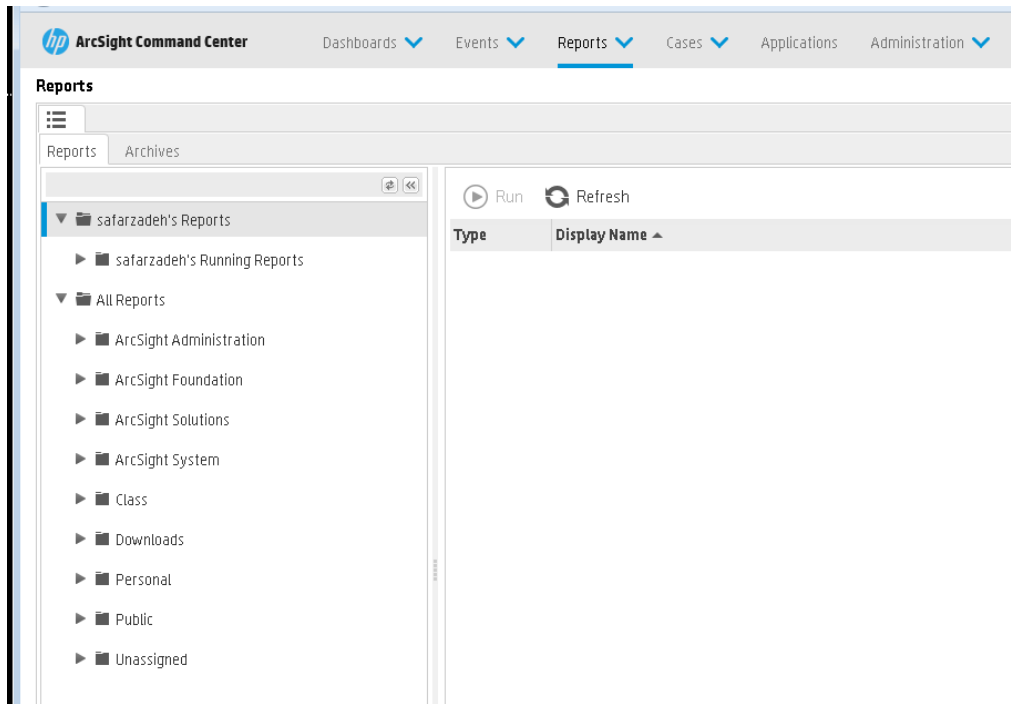 hp ArcSight Command Center Dashboards Events Reports Cases Applications Administration
Reports
Reports Archives
Run Refresh
safarzadeh's Reports
Type Display Name
safarzadeh's Running Reports
All Reports
ArcSight Administration
ArcSight Foundation
ArcSight Solutions
ArcSight System
Class
Downloads
Personal
Public
Unassigned